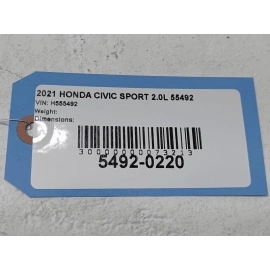 2021 HONDA CIVIC SPORT 2.0L 55492
VIN: H555492
Weight:
Dimensions:
3000000073213
5492-0220